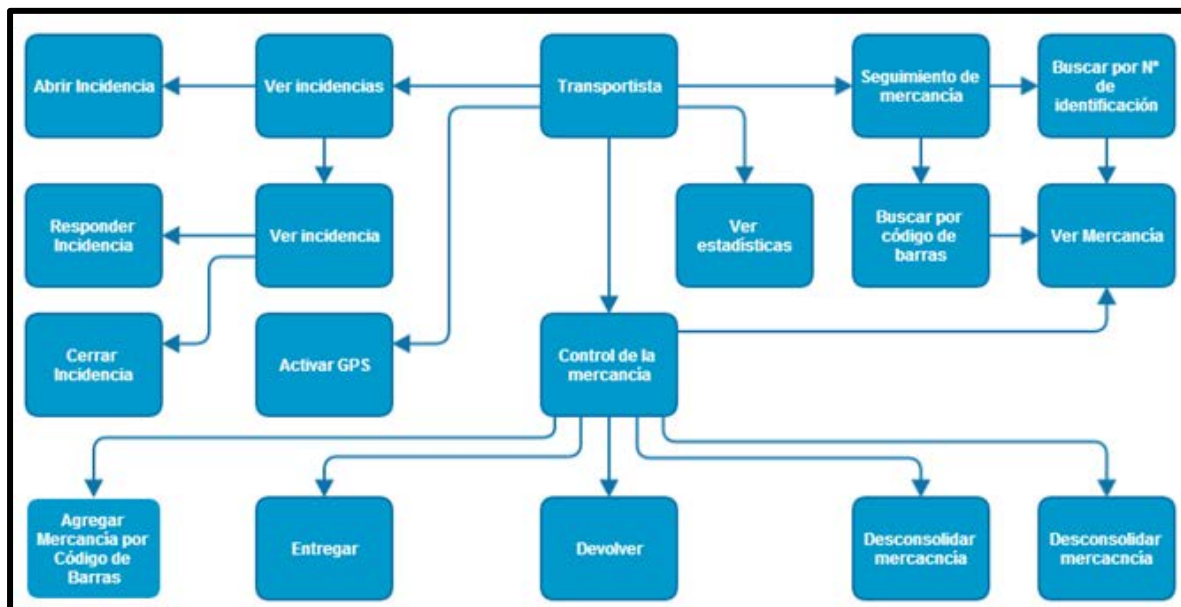 Abrir Incidencia
Ver incidencias
Transportista
Seguimiento de
mercancía
Buscar por Nº
de
identificación
Responder
Incidencia
Ver incidencia
Ver
estadísticas
Buscar por
código de
barras
Ver Mercancía
Cerrar
Incidencia
Activar GPS
Control de la
mercancía
Agregar
Mercancía por
Código de
Barras
Entregar
Devolver
Desconsolidar
mercacncía
Desconsolidar
mercacncía